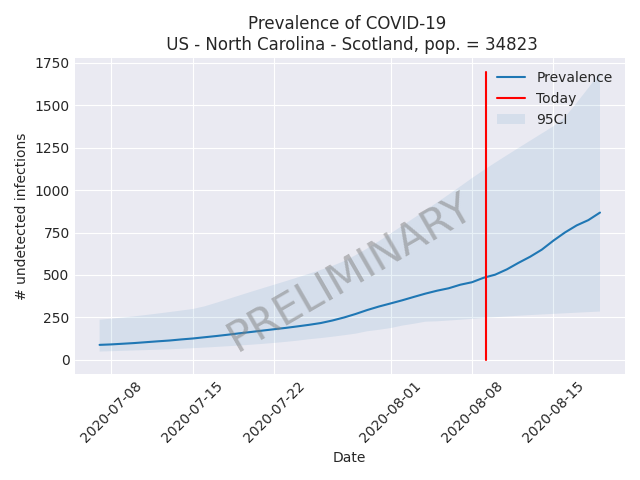 Prevalence of COVID-19
US - North Carolina - Scotland, pop. = 34823
1750
1500
1250
1000
750
500
250
0
# undetected infections
Prevalence
Today
95CI
PRELIMINARY
2020-07-08
2020-07-15
2020-07-22
2020-08-01
2020-08-08
2020-08-15
Date